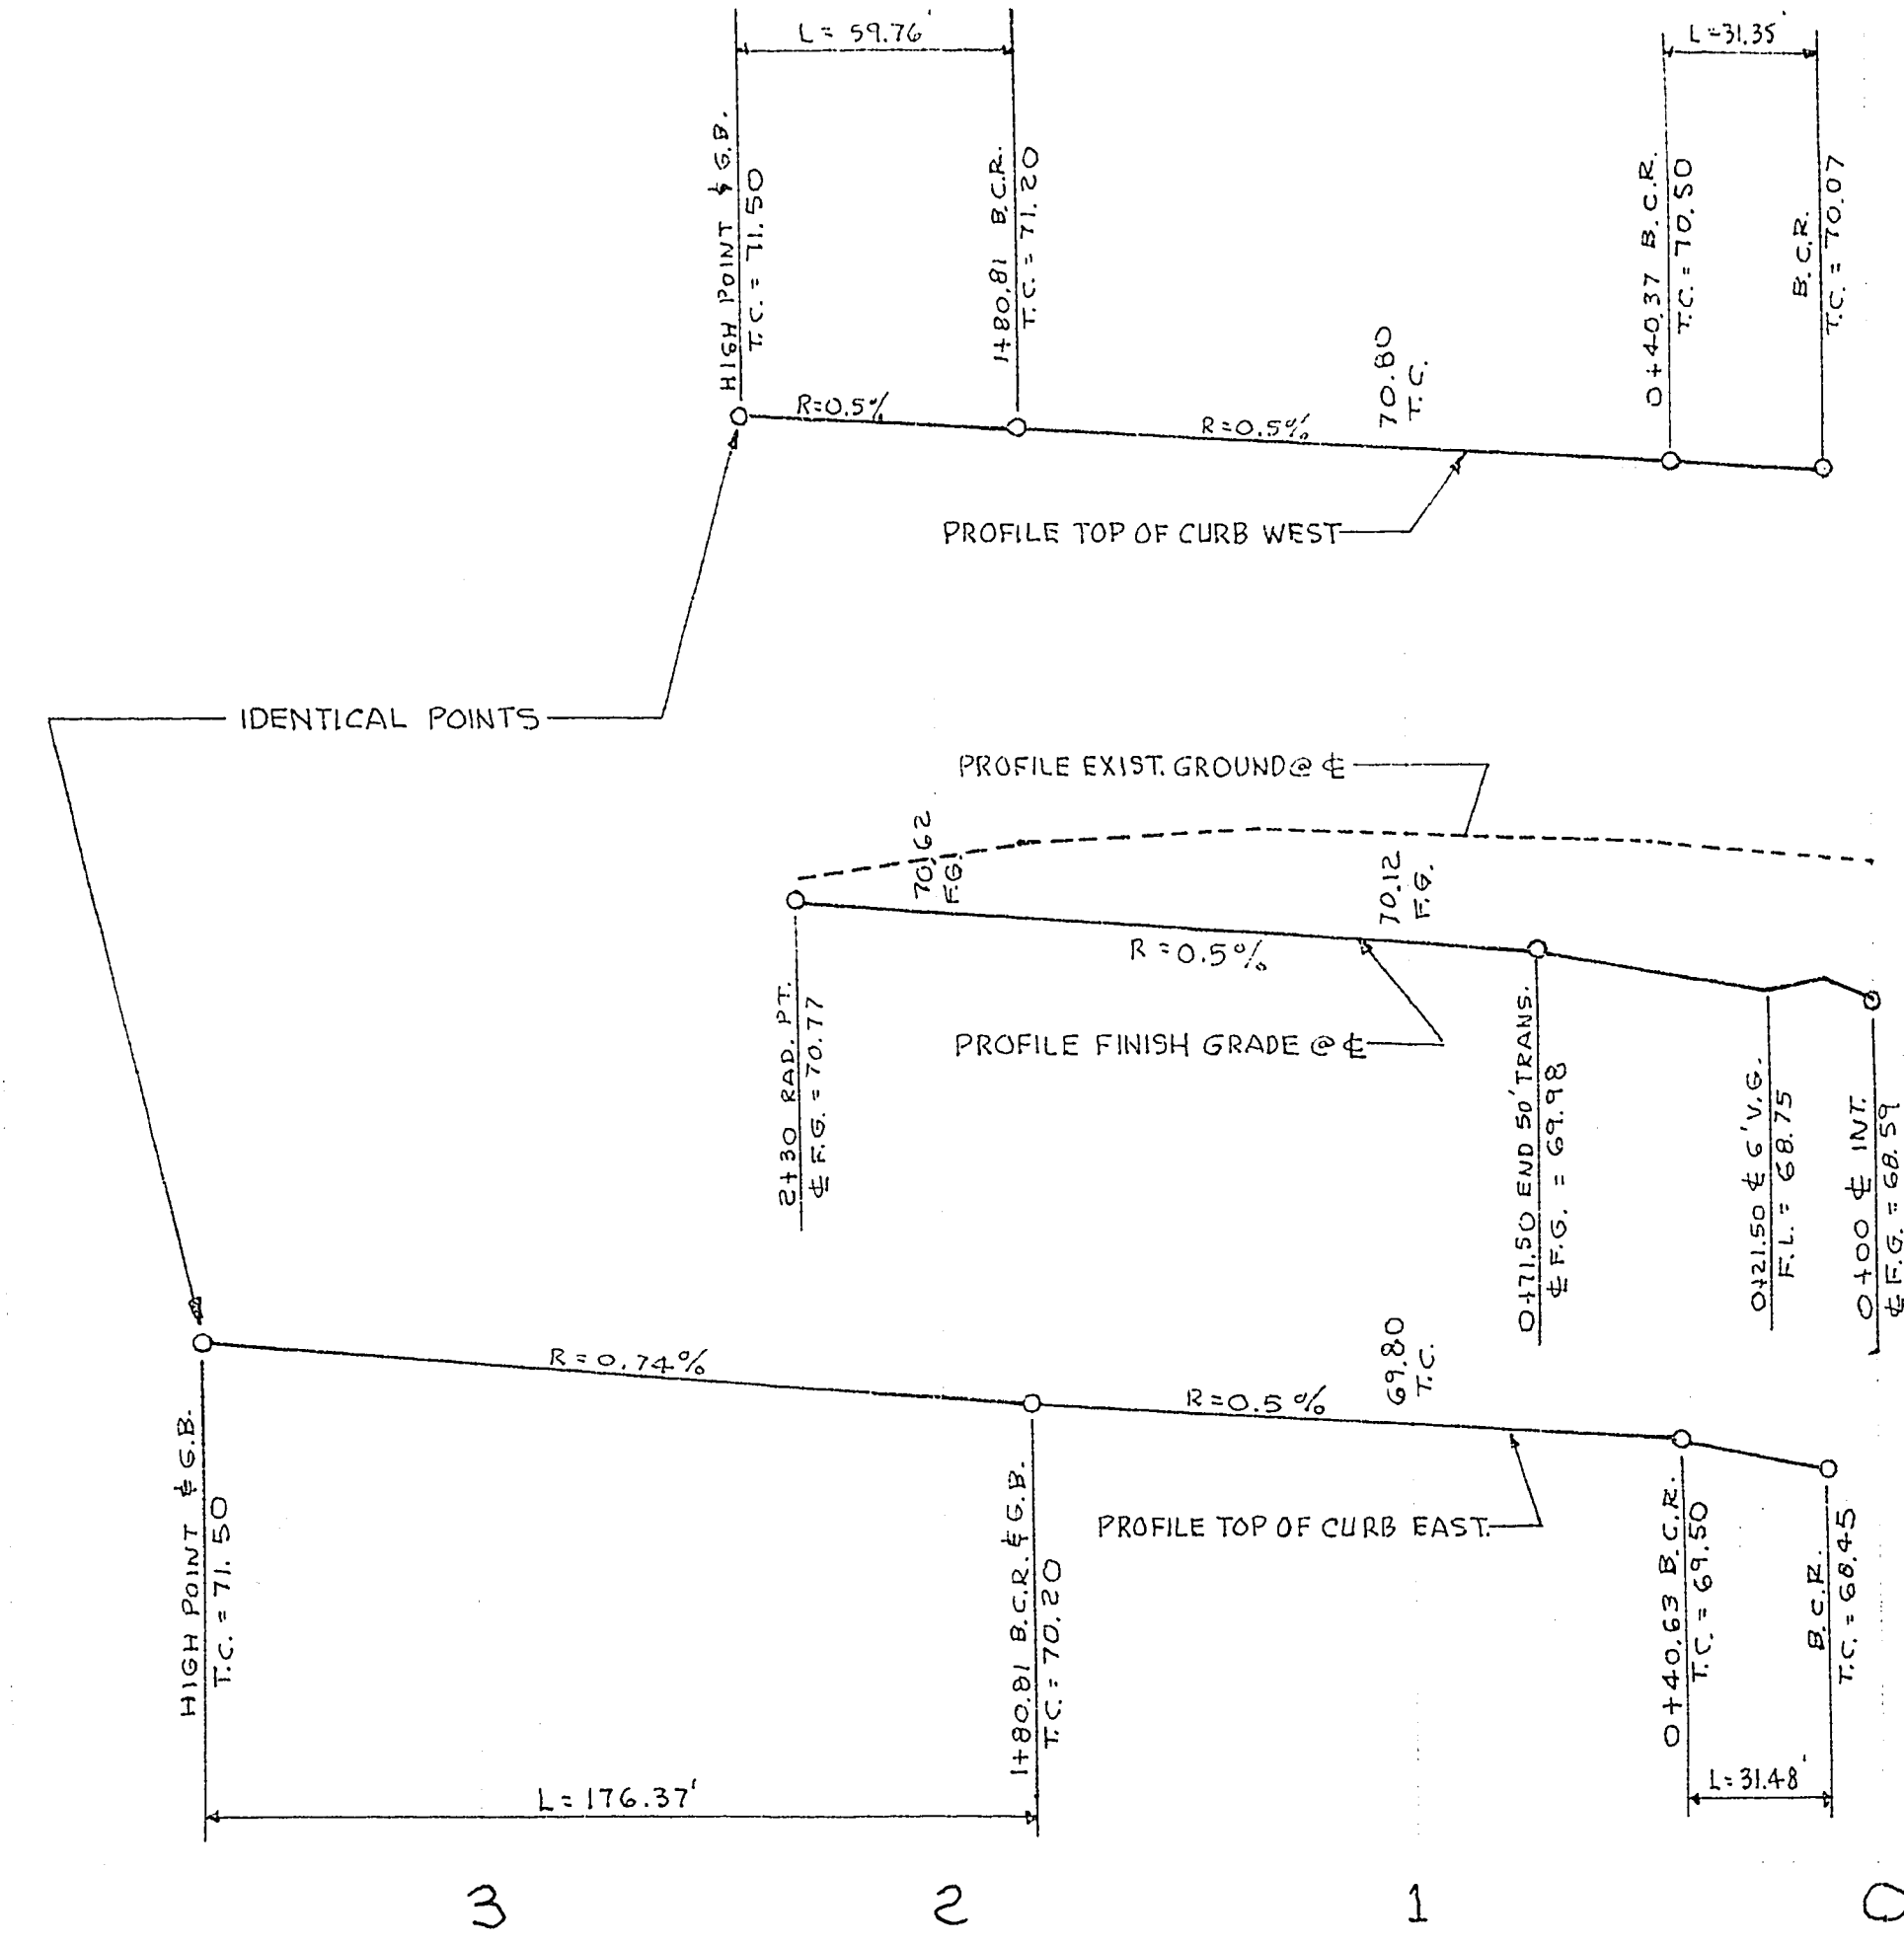 L = 59.76'
L=31.35'
HIGH POINT & G.B.
T.C. = 71.50
1+80.81 B.C.R.
T.C. = 71.20
70.80
T.C.
0+40.37 B.C.R.
T.C. = 70.50
B.C.R.
T.C. = 70.07
R=0.5%
R=0.5%
PROFILE TOP OF CURB WEST
IDENTICAL POINTS
PROFILE EXIST. GROUND @ ℄
70.62
F.G.
70.12
F.G.
R = 0.5%
PROFILE FINISH GRADE @ ℄
2+30 RAD. PT.
℄ F.G. = 70.77
0+71.50 END 50' TRANS.
℄ F.G. = 69.98
0+21.50 ℄ 6' V.G.
F.L. = 68.75
0+00 ℄ INT.
℄ F.G. = 68.59
R = 0.74%
R=0.5%
69.80
T.C.
HIGH POINT & G.B.
T.C. = 71.50
1+80.81 B.C.R. & G.B.
T.C. = 70.20
PROFILE TOP OF CURB EAST.
0+40.63 B.C.R.
T.C. = 69.50
B.C.R.
T.C. = 68.45
L = 176.37'
L=31.48'
3 2 1 0